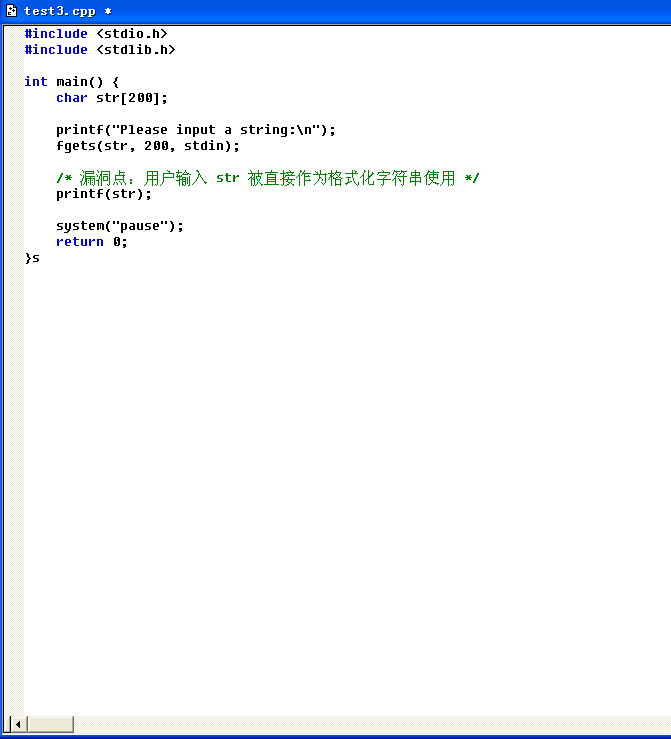 test3.cpp *
#include <stdio.h>
#include <stdlib.h>
int main() {
char str[200];
printf("Please input a string:\n");
fgets(str, 200, stdin);
/* 漏洞点：用户输入 str 被直接作为格式化字符串使用 */
printf(str);
system("pause");
return 0;
}s